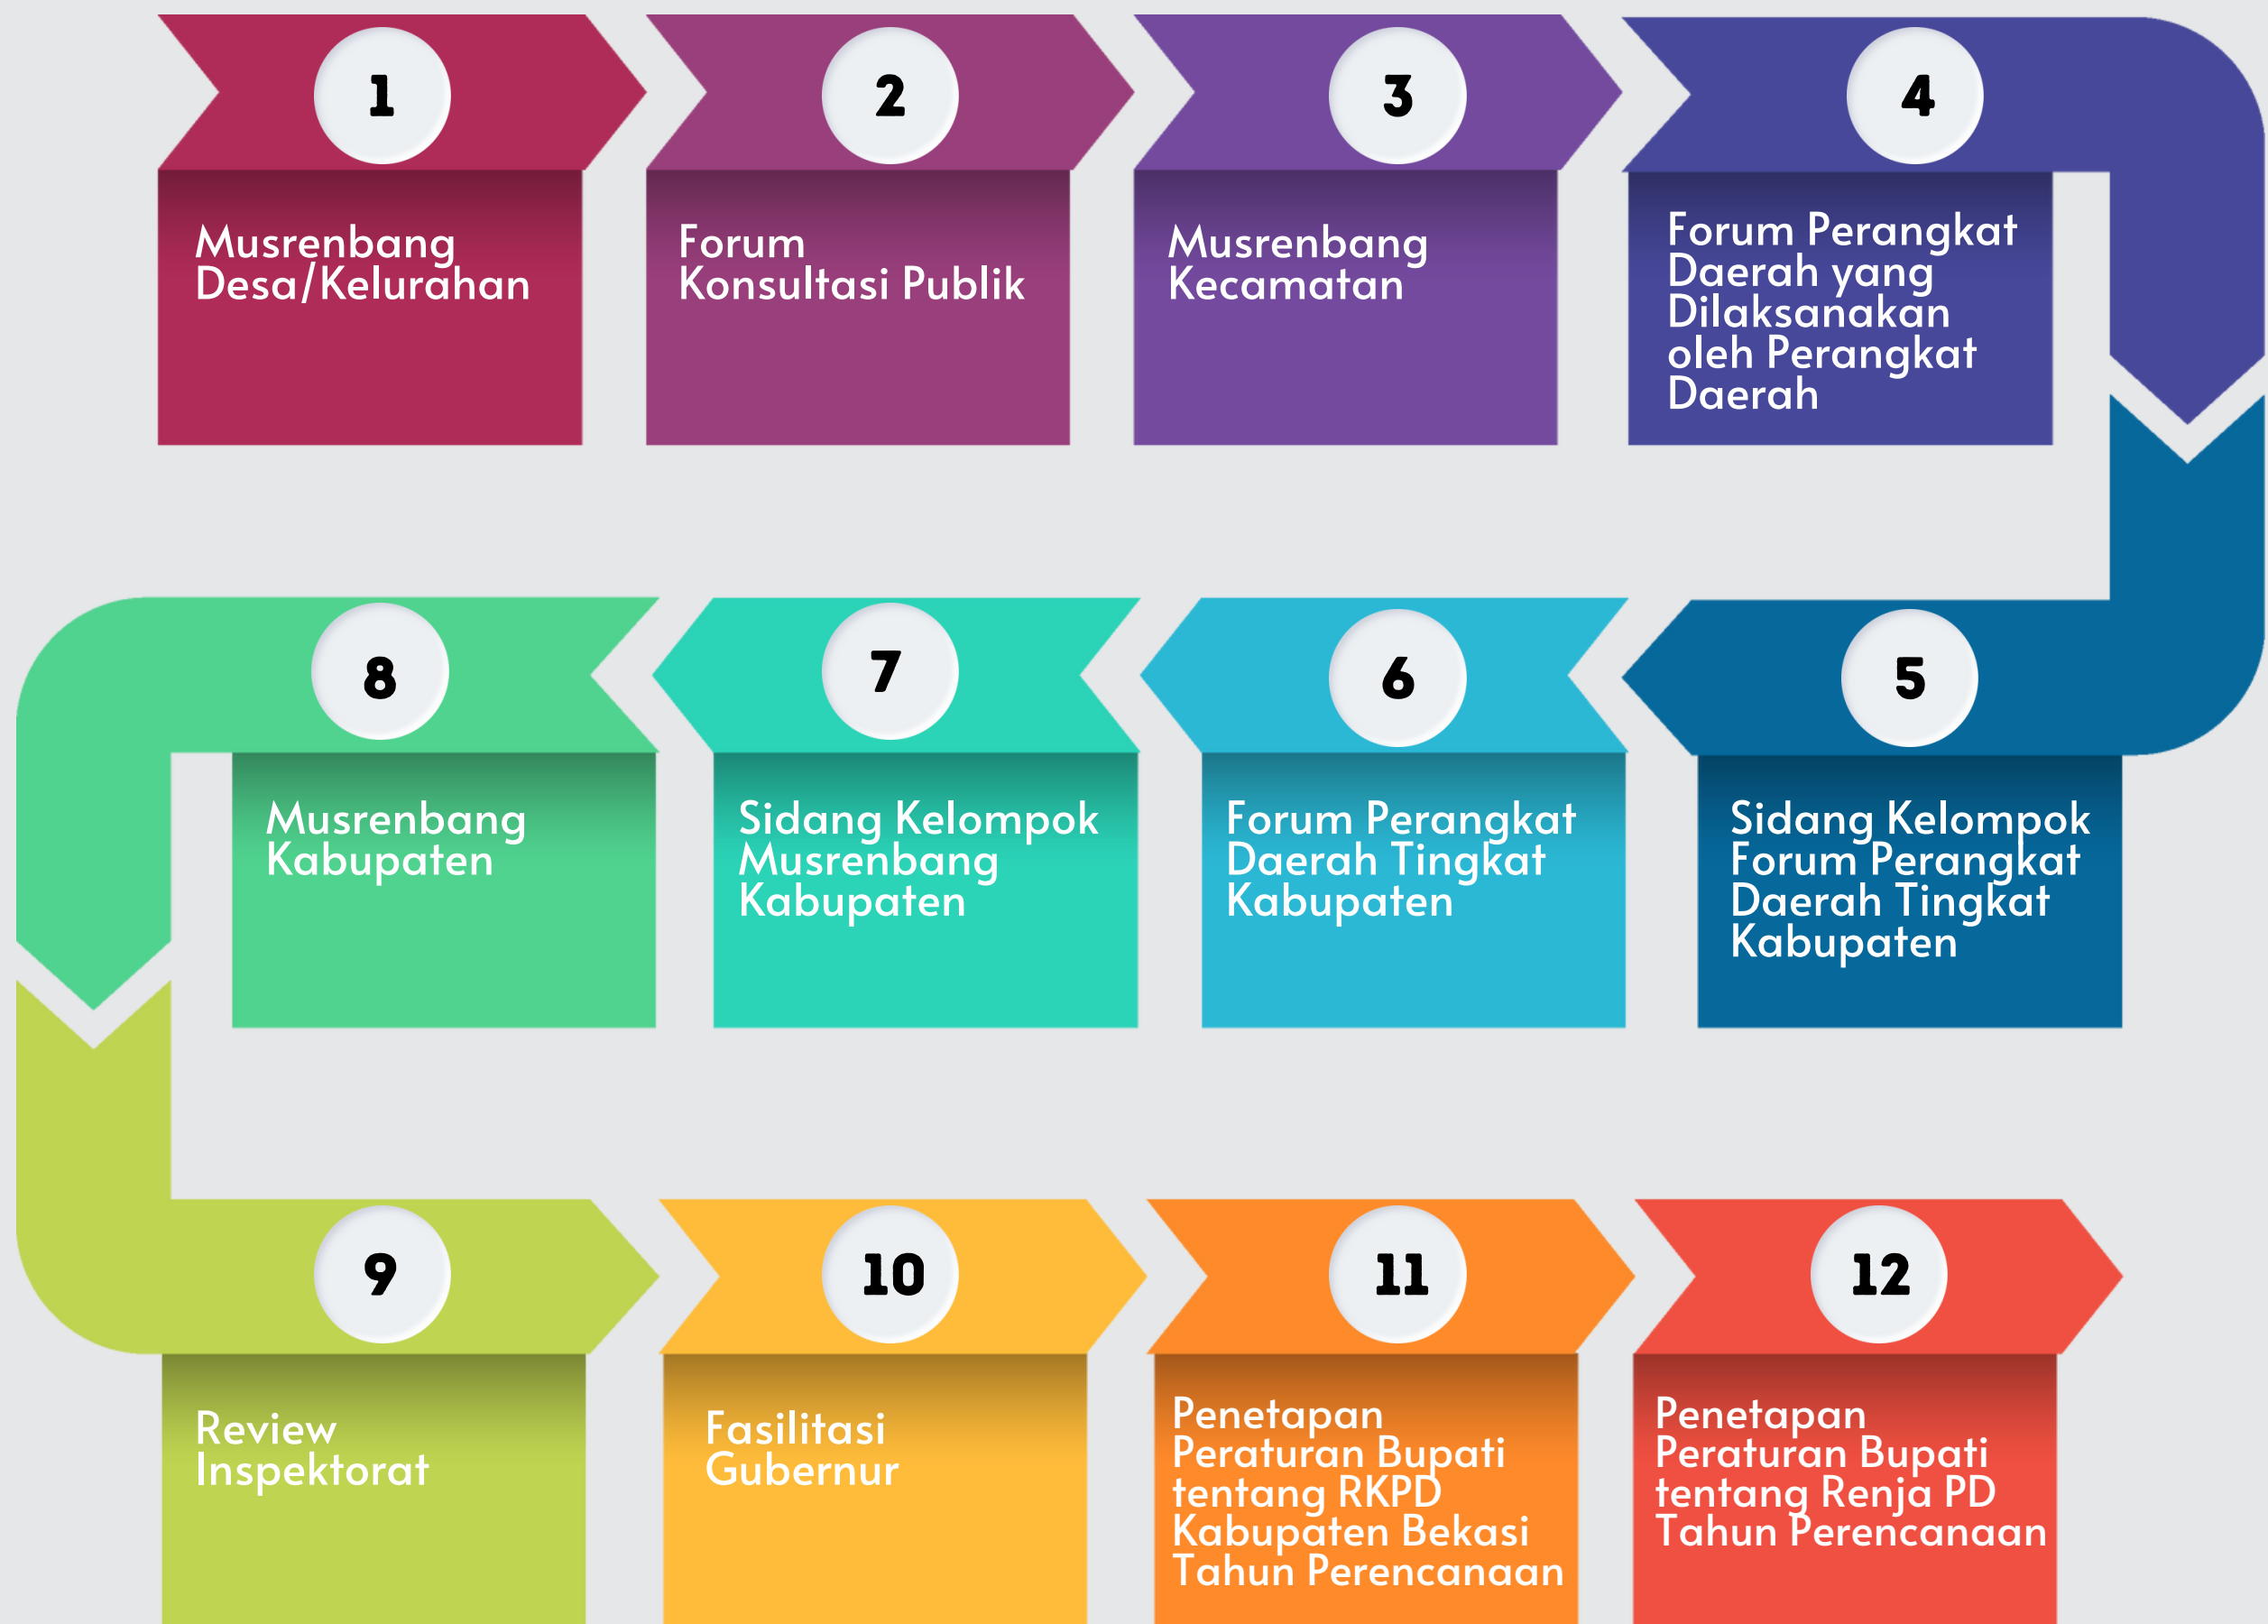 1
Musrenbang
Desa/Kelurahan
2
Forum
Konsultasi Publik
3
Musrenbang
Kecamatan
4
Forum Perangkat
Daerah yang
Dilaksanakan
oleh Perangkat
Daerah
5
Sidang Kelompok
Forum Perangkat
Daerah Tingkat
Kabupaten
6
Forum Perangkat
Daerah Tingkat
Kabupaten
7
Sidang Kelompok
Musrenbang
Kabupaten
8
Musrenbang
Kabupaten
9
Review
Inspektorat
10
Fasilitasi
Gubernur
11
Penetapan
Peraturan Bupati
tentang RKPD
Kabupaten Bekasi
Tahun Perencanaan
12
Penetapan
Peraturan Bupati
tentang Renja PD
Tahun Perencanaan